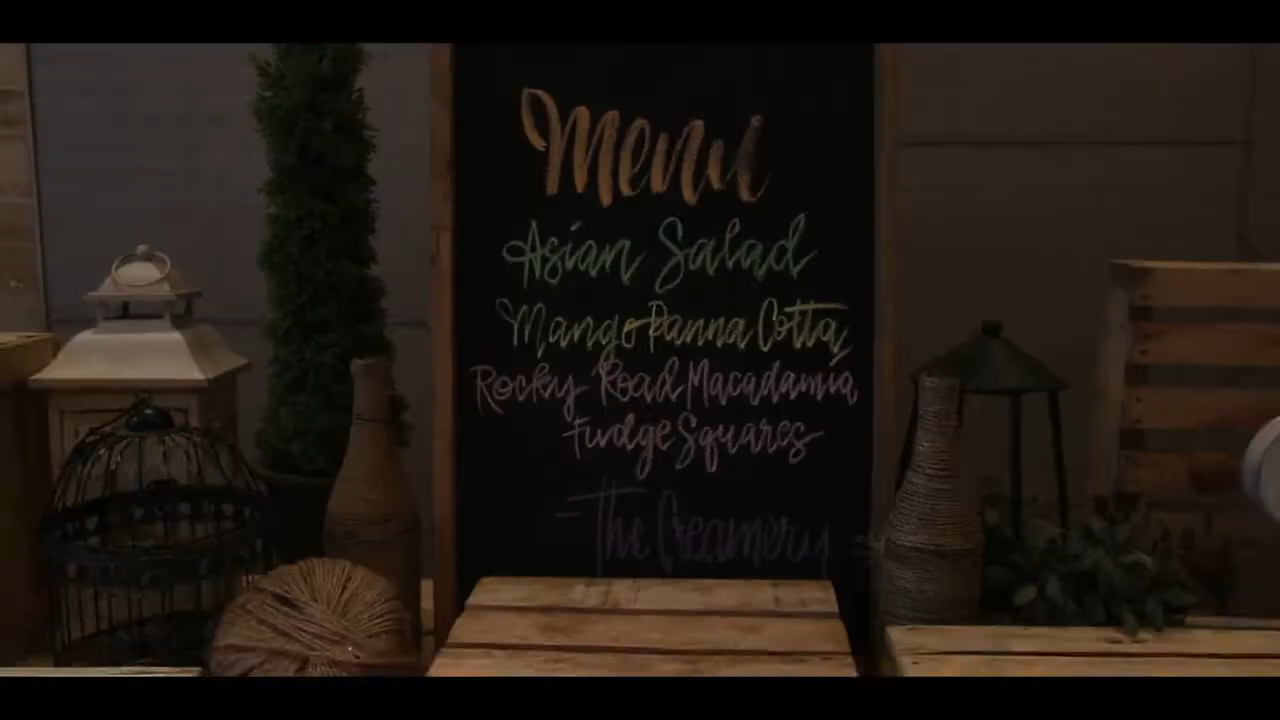 Menu
Asian Salad
Mango Panna Cotta
Rocky Road Macadamia
Fudge Squares
- The Creamery